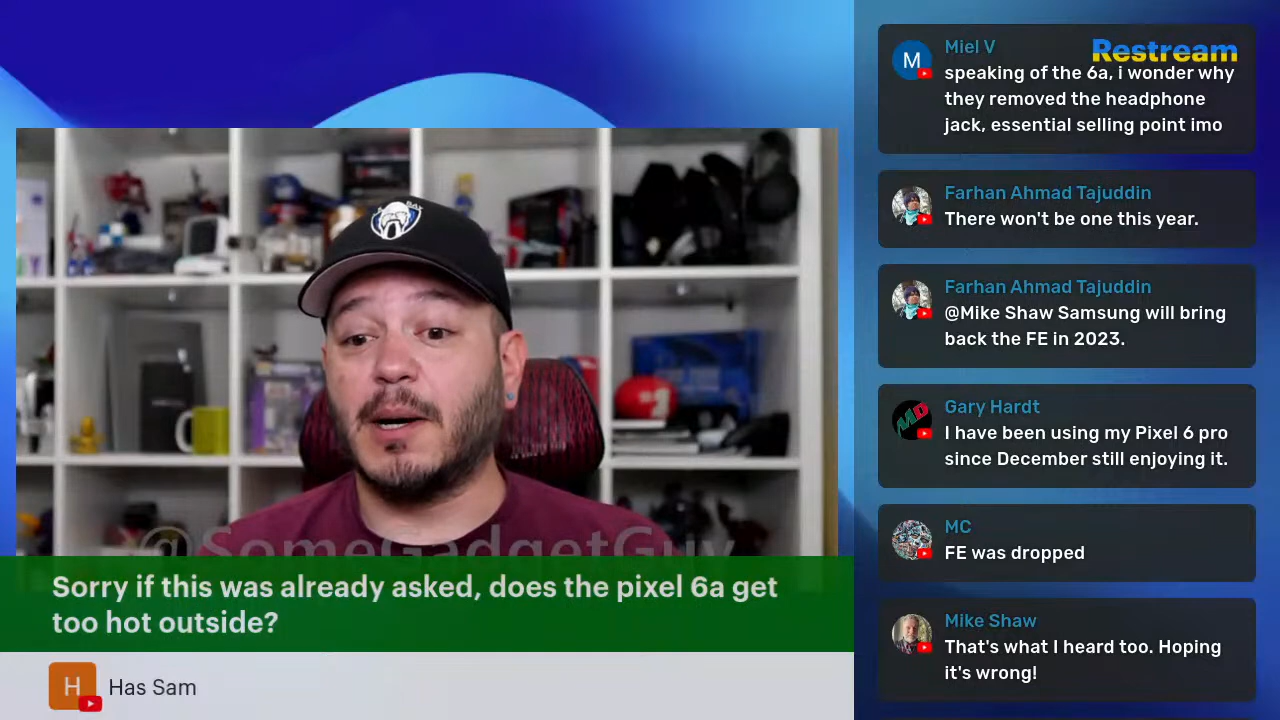 @SomeGadgetGuy
Sorry if this was already asked, does the pixel 6a get
too hot outside?
H
Has Sam
Restream
M
Miel V
speaking of the 6a, i wonder why
they removed the headphone
jack, essential selling point imo
Farhan Ahmad Tajuddin
There won't be one this year.
Farhan Ahmad Tajuddin
@Mike Shaw Samsung will bring
back the FE in 2023.
Gary Hardt
I have been using my Pixel 6 pro
since December still enjoying it.
MC
FE was dropped
Mike Shaw
That's what I heard too. Hoping
it's wrong!